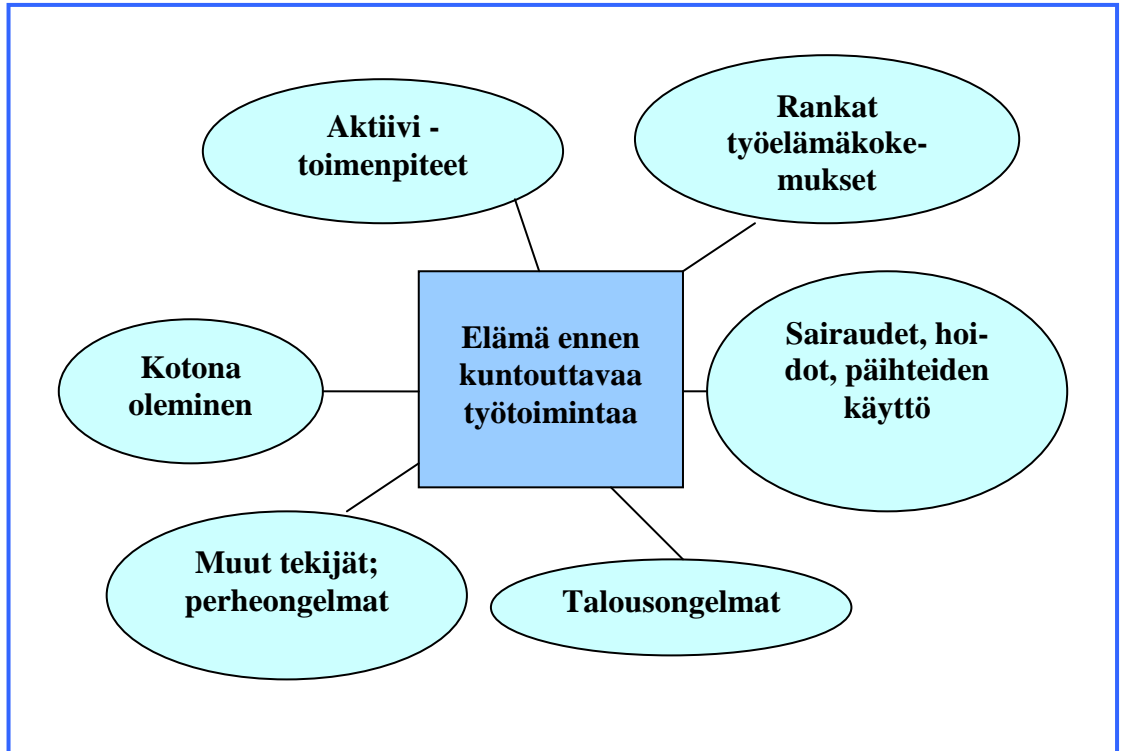 Aktiivi -
toimenpiteet
Rankat
työelämäkoke-
mukset
Elämä ennen
kuntouttavaa
työtoimintaa
Sairaudet, hoi-
dot, päihteiden
käyttö
Kotona
oleminen
Muut tekijät;
perheongelmat
Talousongelmat